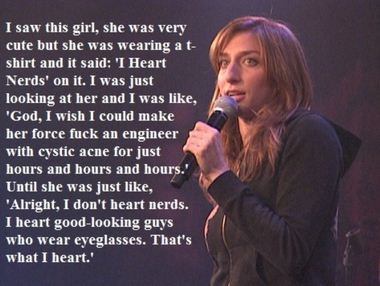 I saw this girl, she was very
cute but she was wearing a t-
shirt and it said: 'I Heart
Nerds' on it. I was just
looking at her and I was like,
'God, I wish I could make
her force fuck an engineer
with cystic acne for just
hours and hours and hours.'
Until she was just like,
'Alright, I don't heart nerds.
I heart good-looking guys
who wear eyeglasses. That's
what I heart.'